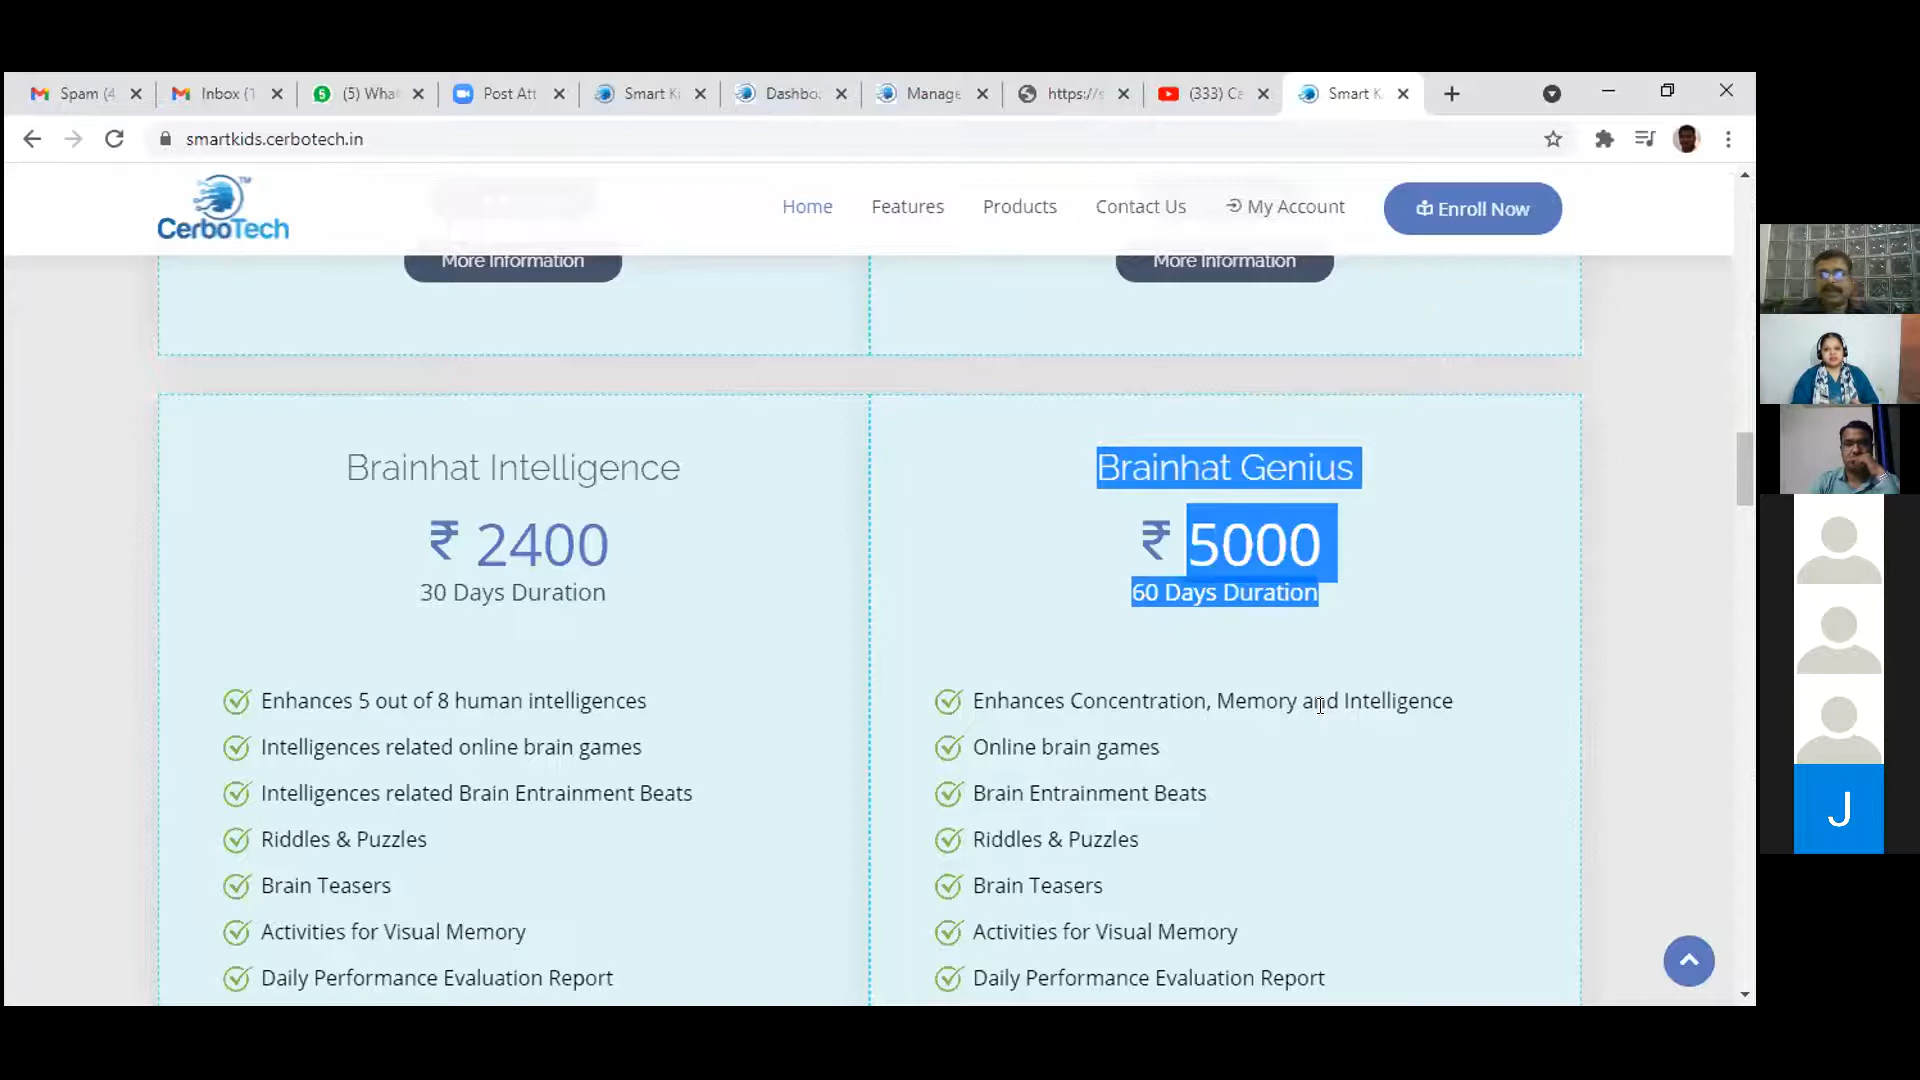 Spam (4
Inbox (1
(5) Wha
Post Att
Smart Ki
Dashbo
Manage
https://s
(333) Ca
Smart K
smartkids.cerbotech.in
CerboTech
TM
Home
Features
Products
Contact Us
My Account
Enroll Now
More Information
More Information
Brainhat Intelligence
₹ 2400
30 Days Duration
Enhances 5 out of 8 human intelligences
Intelligences related online brain games
Intelligences related Brain Entrainment Beats
Riddles & Puzzles
Brain Teasers
Activities for Visual Memory
Daily Performance Evaluation Report
Brainhat Genius
₹ 5000
60 Days Duration
Enhances Concentration, Memory and Intelligence
Online brain games
Brain Entrainment Beats
Riddles & Puzzles
Brain Teasers
Activities for Visual Memory
Daily Performance Evaluation Report
J